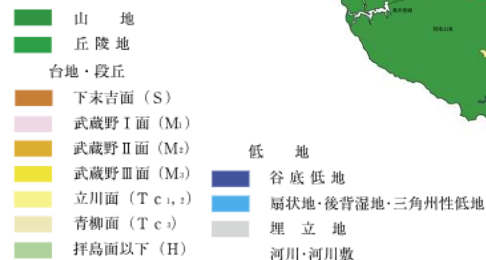 山　地
丘陵地
台地・段丘
下末吉面（S）
武蔵野Ⅰ面（M₁）
武蔵野Ⅱ面（M₂）
武蔵野Ⅲ面（M₃）
立川面（Tc₁,₂）
青柳面（Tc₃）
拝島面以下（H）
低　地
谷底低地
扇状地・後背湿地・三角州性低地
埋立地
河川・河川敷